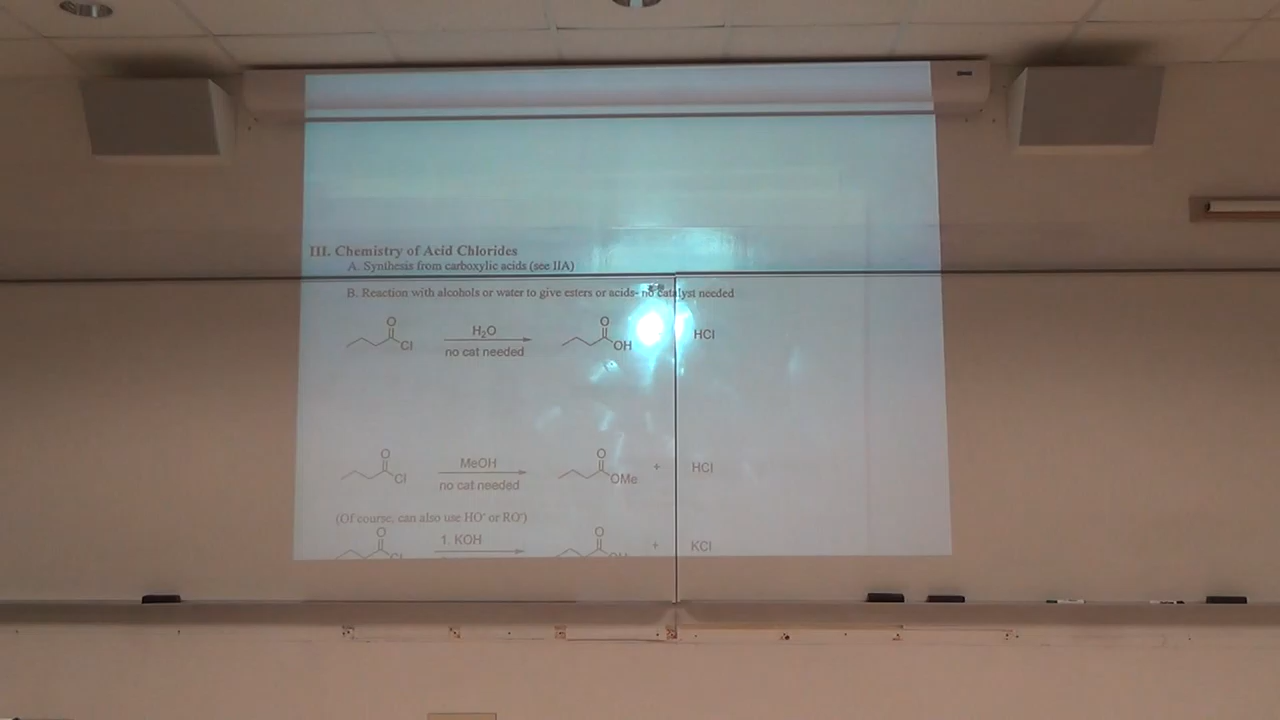 III. Chemistry of Acid Chlorides
A. Synthesis from carboxylic acids (see IIA)
B. Reaction with alcohols or water to give esters or acids- no catalyst needed
O
Cl
H₂O
no cat needed
O
OH
HCl
O
Cl
MeOH
no cat needed
O
OMe
+
HCl
(Of course, can also use HO⁻ or RO⁻)
O
Cl
1. KOH
O
OH
+
KCl